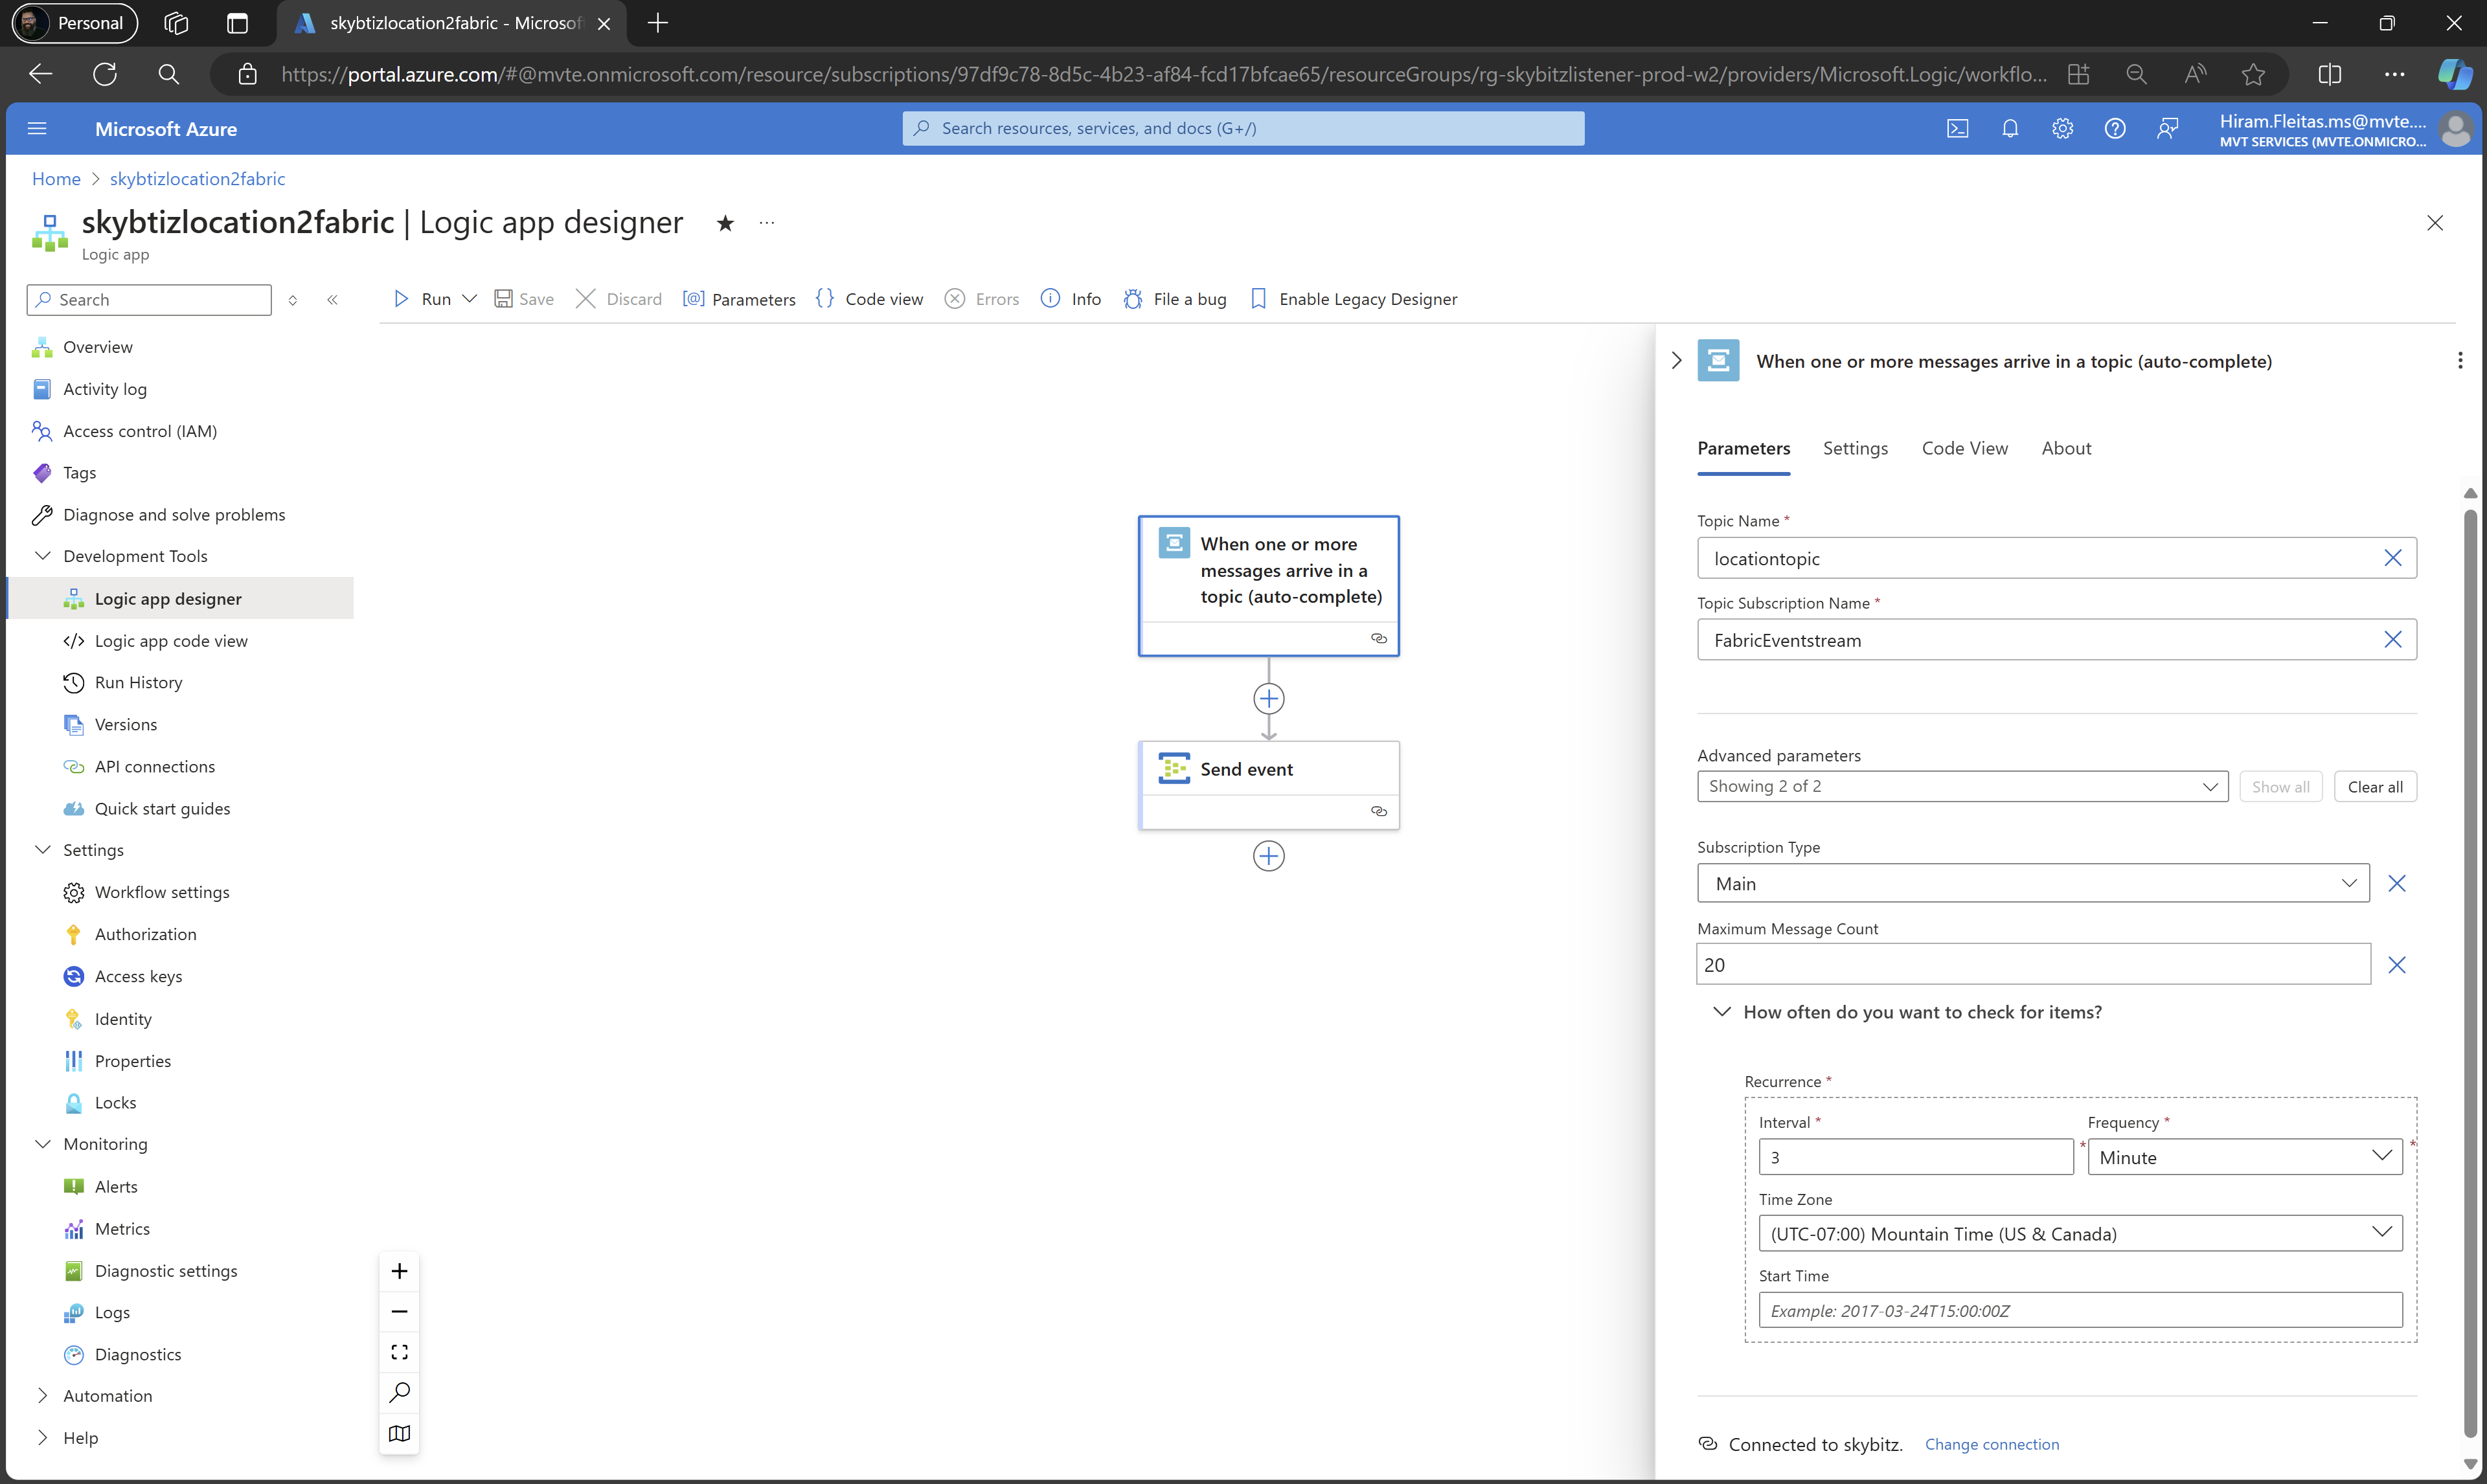 Personal
skybtizlocation2fabric - Microsof
https://portal.azure.com/#@mvte.onmicrosoft.com/resource/subscriptions/97df9c78-8d5c-4b23-af84-fcd17bfcae65/resourceGroups/rg-skybitzlistener-prod-w2/providers/Microsoft.Logic/workflo...
Microsoft Azure
Search resources, services, and docs (G+/)
Hiram.Fleitas.ms@mvte....
MVT SERVICES (MVTE.ONMICRO...
Home > skybtizlocation2fabric
skybtizlocation2fabric | Logic app designer
Logic app
Search
Run
Save
Discard
Parameters
Code view
Errors
Info
File a bug
Enable Legacy Designer
Overview
Activity log
Access control (IAM)
Tags
Diagnose and solve problems
Development Tools
Logic app designer
Logic app code view
Run History
Versions
API connections
Quick start guides
Settings
Workflow settings
Authorization
Access keys
Identity
Properties
Locks
Monitoring
Alerts
Metrics
Diagnostic settings
Logs
Diagnostics
Automation
Help
When one or more
messages arrive in a
topic (auto-complete)
Send event
When one or more messages arrive in a topic (auto-complete)
Parameters
Settings
Code View
About
Topic Name *
locationtopic
Topic Subscription Name *
FabricEventstream
Advanced parameters
Showing 2 of 2
Show all
Clear all
Subscription Type
Main
Maximum Message Count
20
How often do you want to check for items?
Recurrence *
Interval *
Frequency *
3
*
Minute
*
Time Zone
(UTC-07:00) Mountain Time (US & Canada)
Start Time
Example: 2017-03-24T15:00:00Z
Connected to skybitz.
Change connection